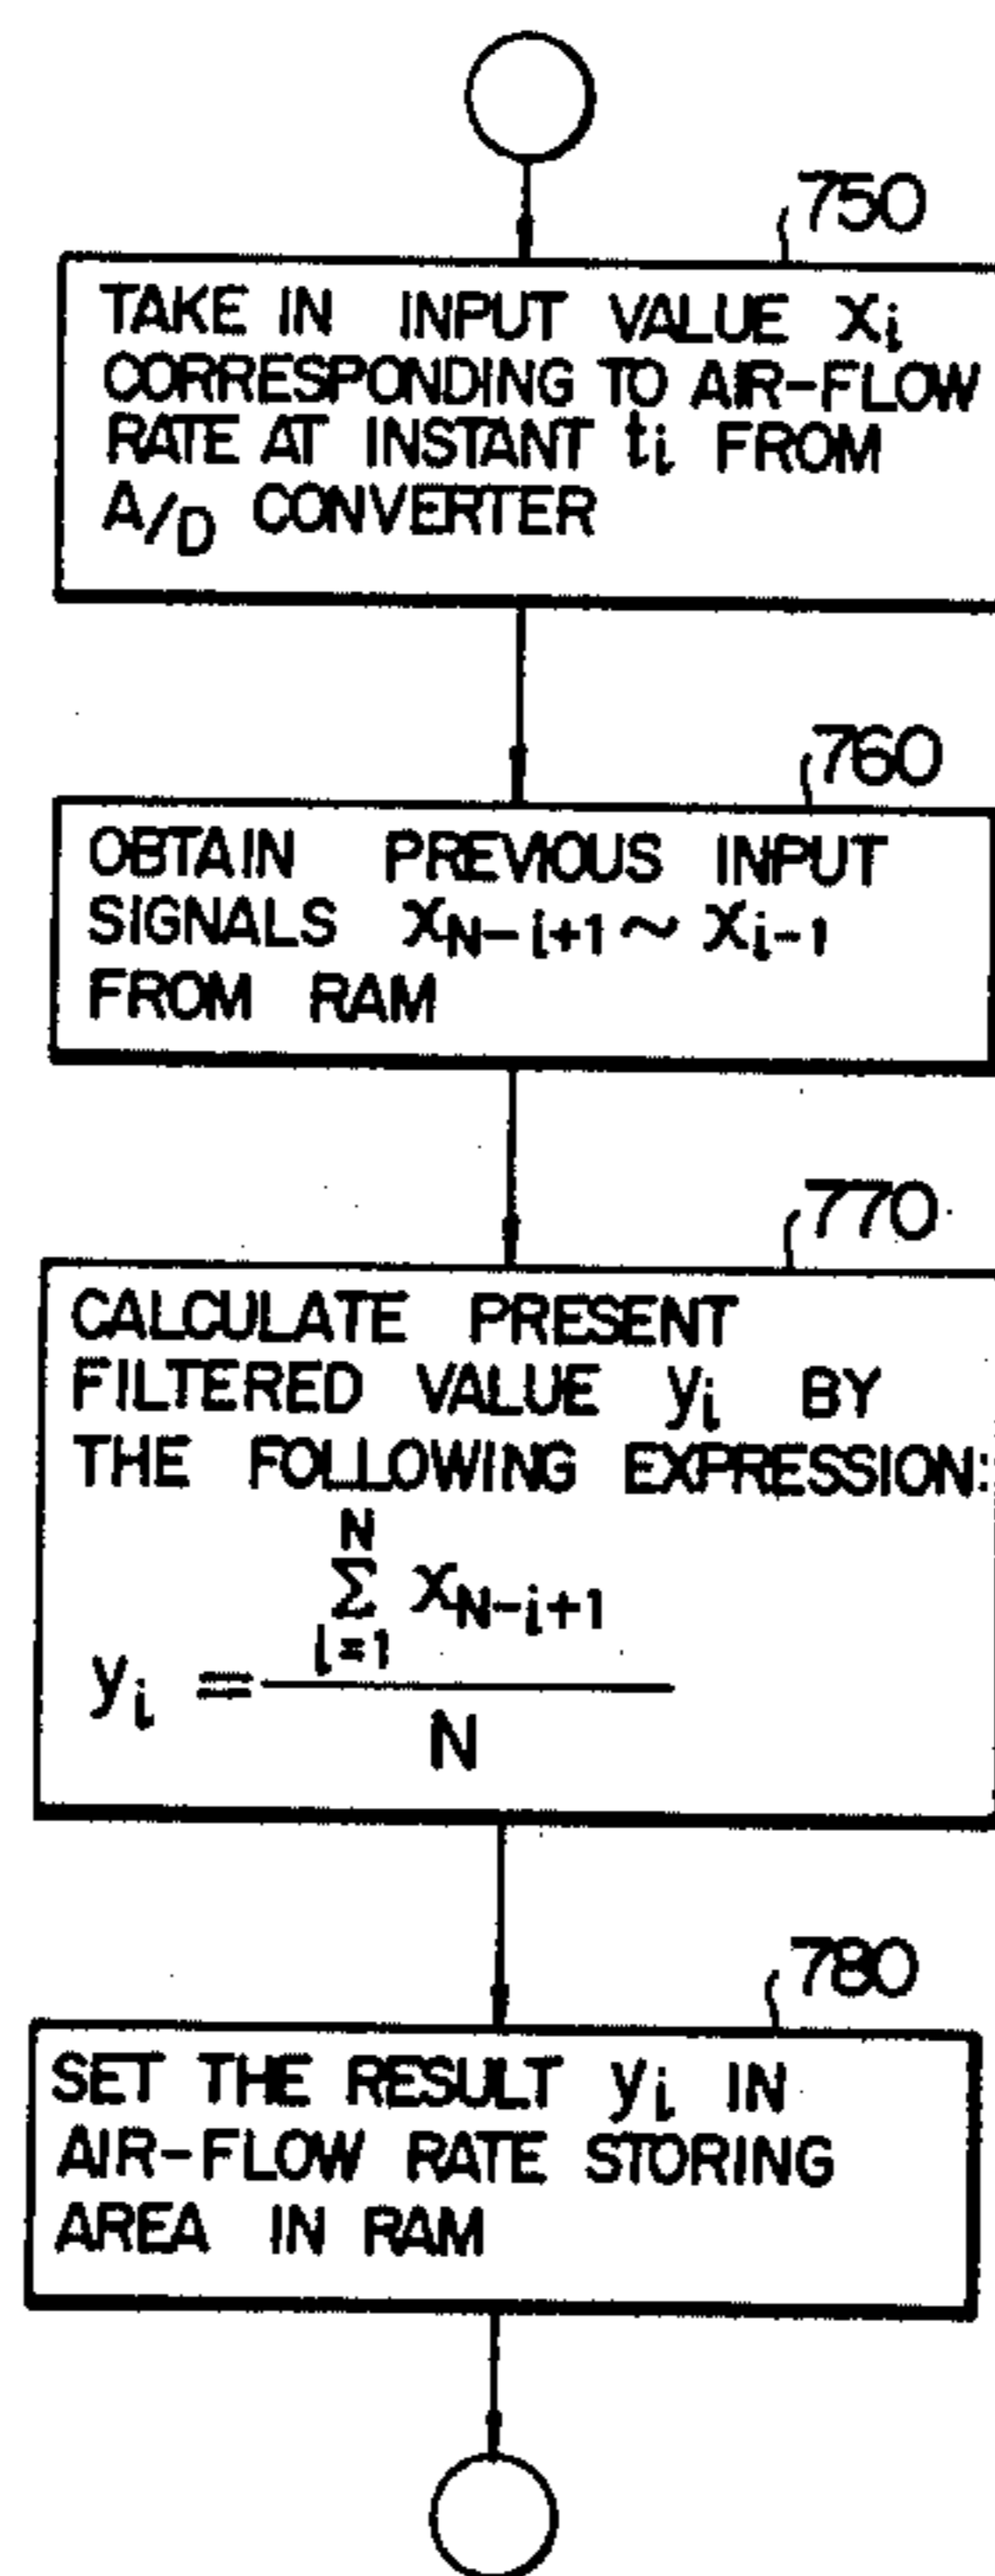 750
TAKE IN INPUT VALUE xi
CORRESPONDING TO AIR-FLOW
RATE AT INSTANT ti FROM
A/D CONVERTER
760
OBTAIN PREVIOUS INPUT
SIGNALS xN-i+1 ~ xi-1
FROM RAM
770
CALCULATE PRESENT
FILTERED VALUE yi BY
THE FOLLOWING EXPRESSION:
N
Σ xN-i+1
i=1
yi =
N
780
SET THE RESULT yi IN
AIR-FLOW RATE STORING
AREA IN RAM